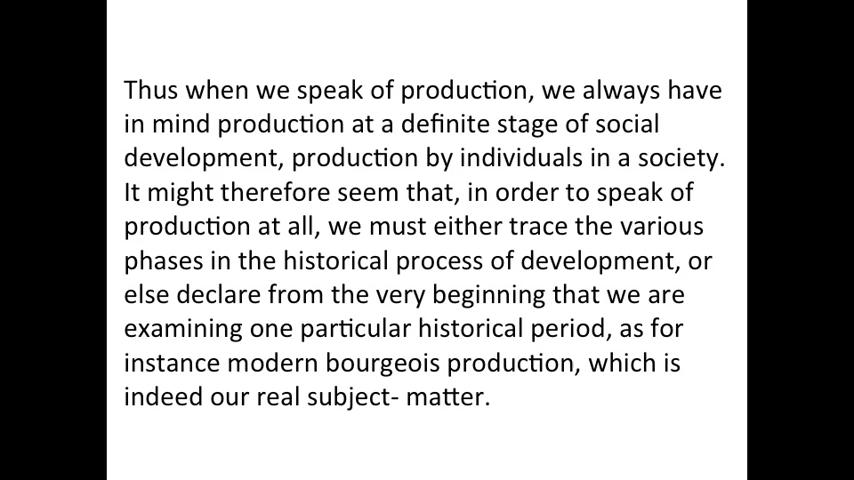 Thus when we speak of production, we always have
in mind production at a definite stage of social
development, production by individuals in a society.
It might therefore seem that, in order to speak of
production at all, we must either trace the various
phases in the historical process of development, or
else declare from the very beginning that we are
examining one particular historical period, as for
instance modern bourgeois production, which is
indeed our real subject- matter.